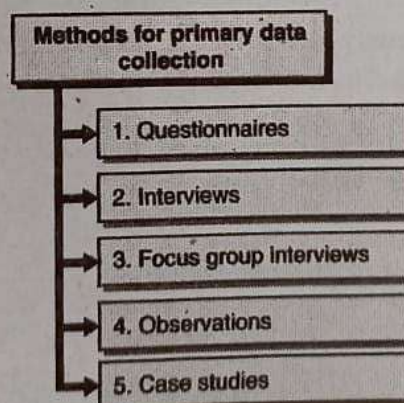 Methods for primary data
collection
1. Questionnaires
2. Interviews
3. Focus group interviews
4. Observations
5. Case studies